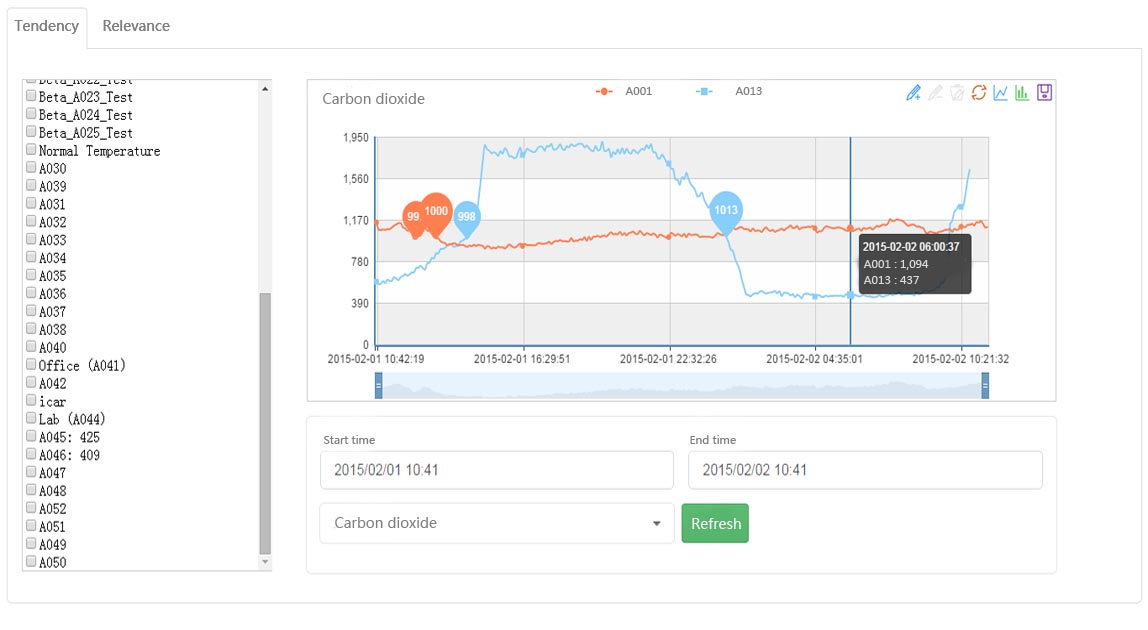 Tendency
Relevance
Beta_A022_Test
Beta_A023_Test
Beta_A024_Test
Beta_A025_Test
Normal Temperature
A030
A039
A031
A032
A033
A034
A035
A036
A037
A038
A040
Office (A041)
A042
icar
Lab (A044)
A045: 425
A046: 409
A047
A048
A052
A051
A049
A050
Carbon dioxide
A001
A013
1,950
1,560
1,170
780
390
0
99
1000
998
1013
2015-02-02 06:00:37
A001 : 1,094
A013 : 437
2015-02-01 10:42:19
2015-02-01 16:29:51
2015-02-01 22:32:26
2015-02-02 04:35:01
2015-02-02 10:21:32
Start time
End time
2015/02/01 10:41
2015/02/02 10:41
Carbon dioxide
Refresh